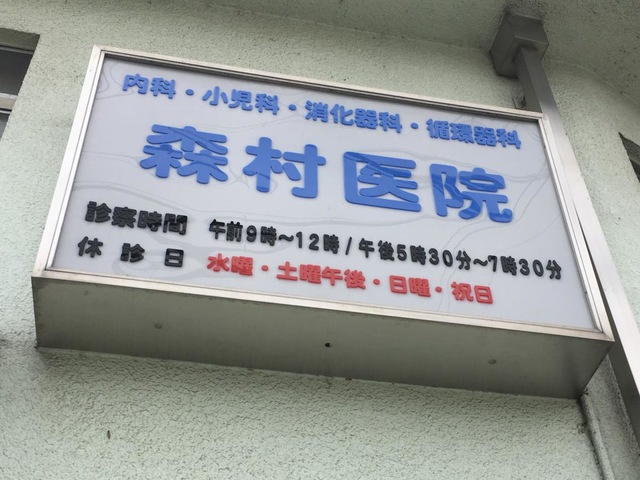 内科・小児科・消化器科・循環器科
森村医院
診察時間 午前9時～12時/午後5時30分～7時30分
休診日 水曜・土曜午後・日曜・祝日